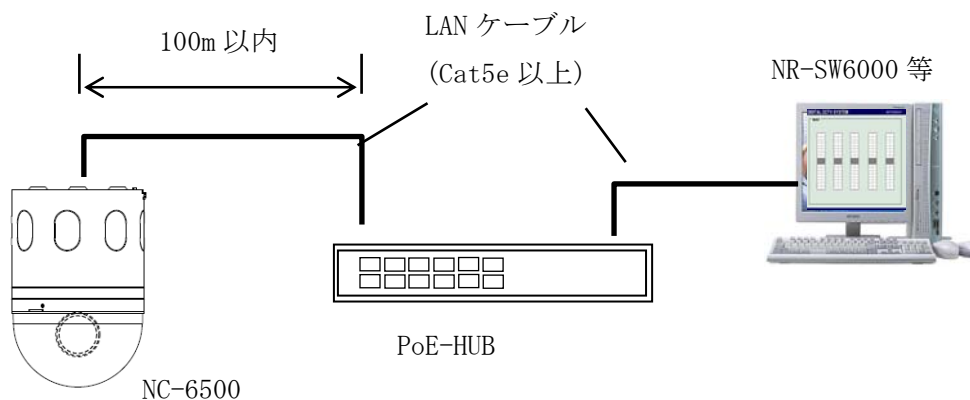 100m 以内
LAN ケーブル
(Cat5e 以上)
NR-SW6000 等
PoE-HUB
NC-6500